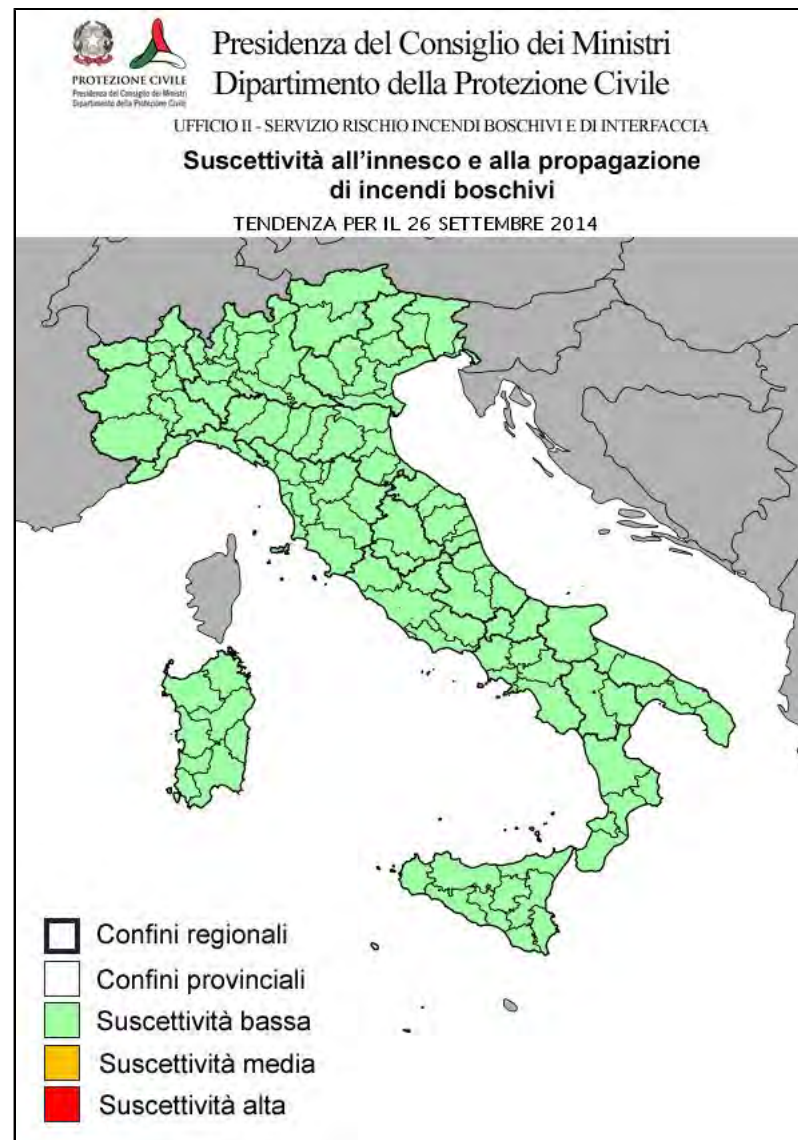 Presidenza del Consiglio dei Ministri
Dipartimento della Protezione Civile
PROTEZIONE CIVILE
Presidenza del Consiglio dei Ministri
Dipartimento della Protezione Civile
UFFICIO II - SERVIZIO RISCHIO INCENDI BOSCHIVI E DI INTERFACCIA
Suscettività all'innesco e alla propagazione
di incendi boschivi
TENDENZA PER IL 26 SETTEMBRE 2014
Confini regionali
Confini provinciali
Suscettività bassa
Suscettività media
Suscettività alta